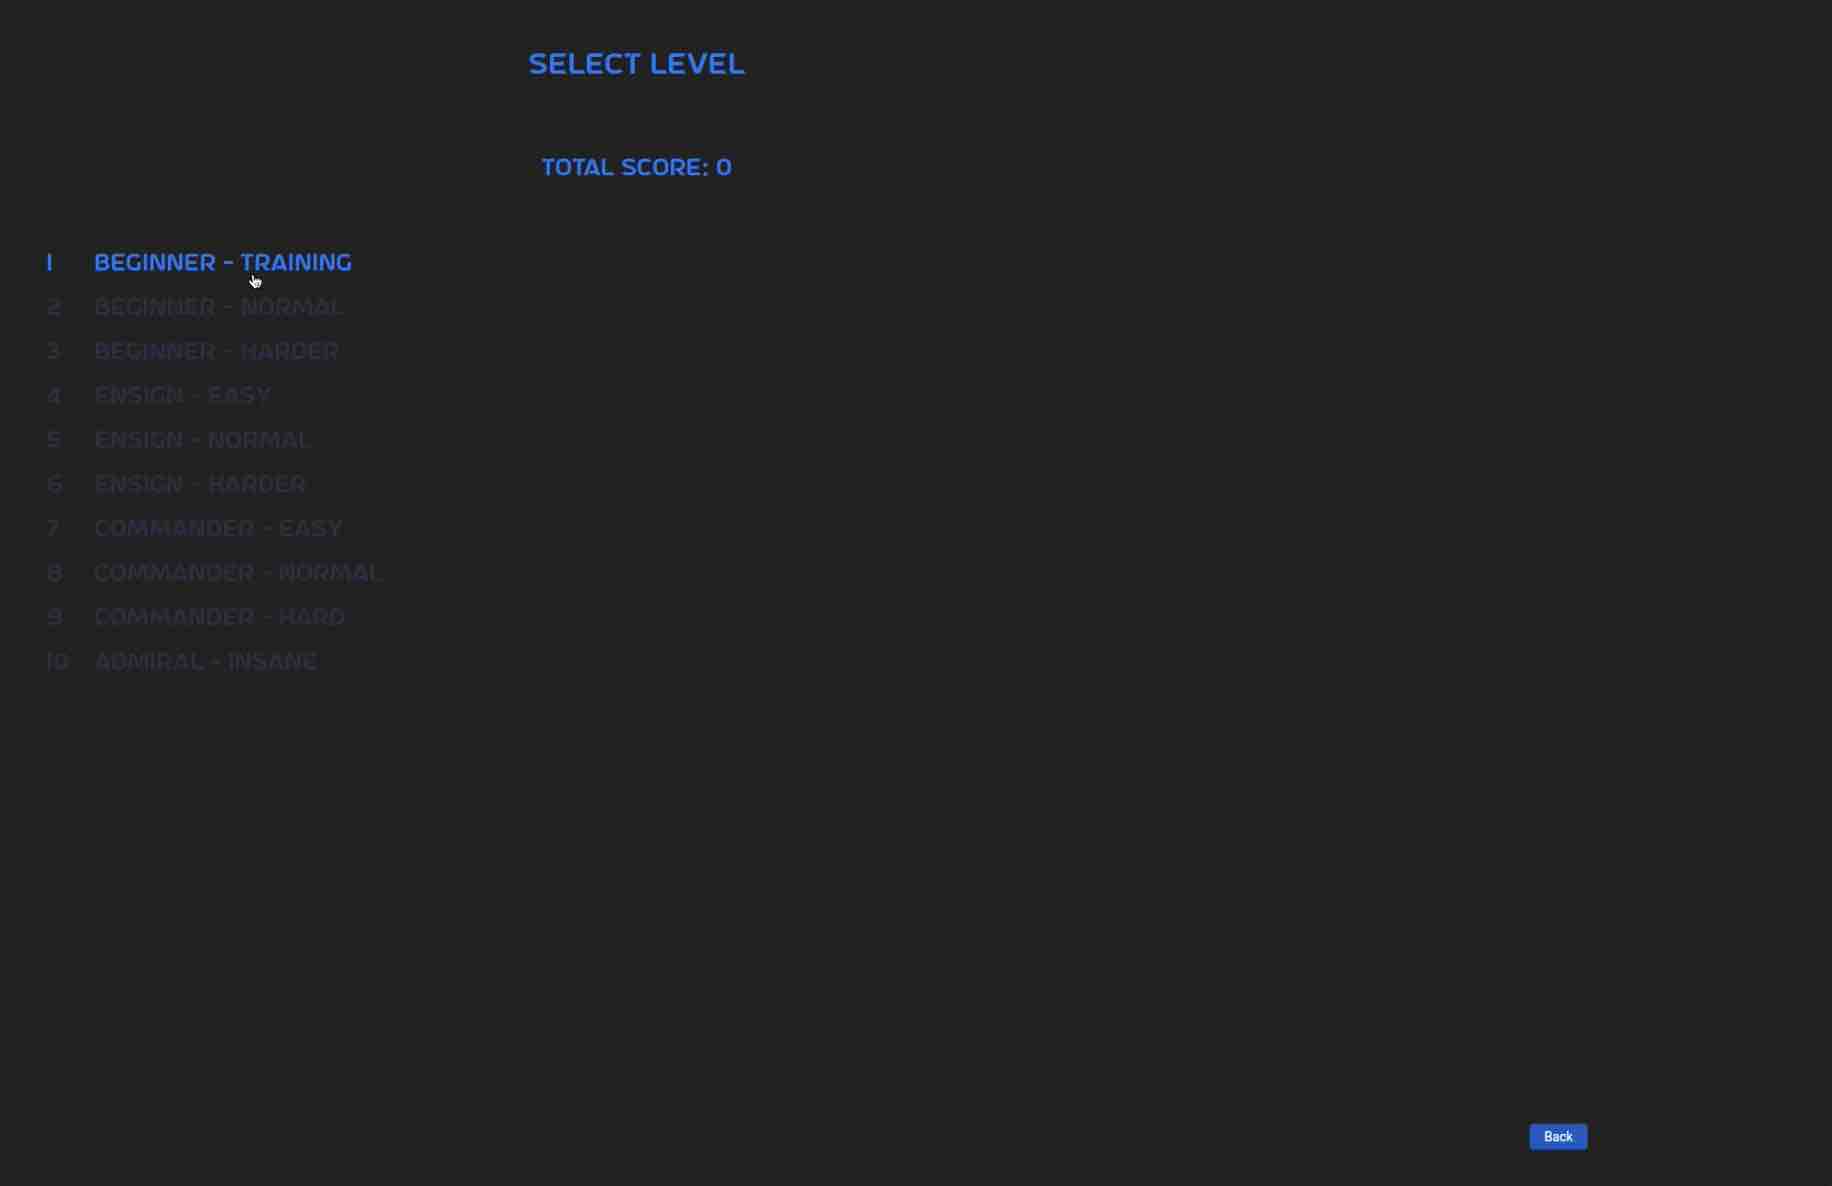 SELECT LEVEL
TOTAL SCORE: 0
1 BEGINNER - TRAINING
2 BEGINNER - NORMAL
3 BEGINNER - HARDER
4 ENSIGN - EASY
5 ENSIGN - NORMAL
6 ENSIGN - HARDER
7 COMMANDER - EASY
8 COMMANDER - NORMAL
9 COMMANDER - HARD
10 ADMIRAL - INSANE
Back